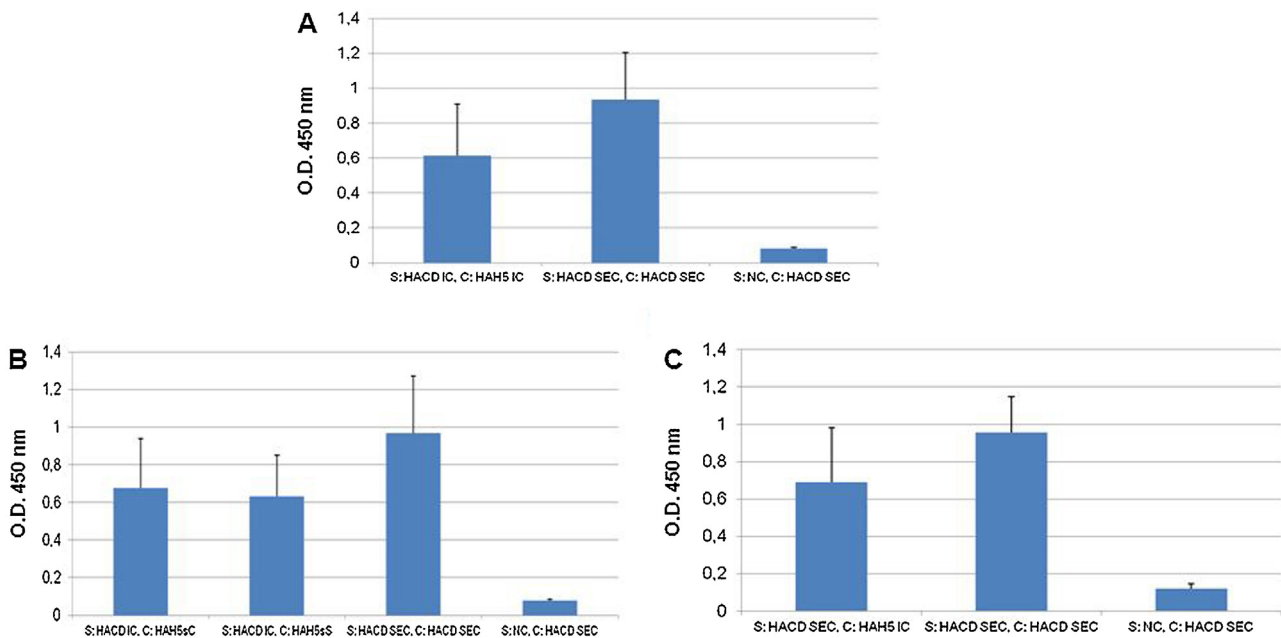 A
O.D. 450 nm
1,4
1,2
1
0,8
0,6
0,4
0,2
0
S: HACD IC, C: HAH5 IC
S: HACD SEC, C: HACD SEC
S: NC, C: HACD SEC
B
O.D. 450 nm
1,4
1,2
1
0,8
0,6
0,4
0,2
0
S: HACD IC, C: HAH5sC
S: HACD IC, C: HAH5sS
S: HACD SEC, C: HACD SEC
S: NC, C: HACD SEC
C
O.D. 450 nm
1,4
1,2
1
0,8
0,6
0,4
0,2
0
S: HACD SEC, C: HAH5 IC
S: HACD SEC, C: HACD SEC
S: NC, C: HACD SEC